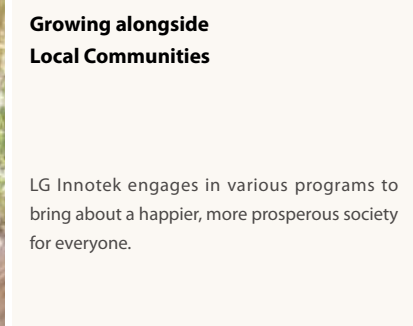 Growing alongside
Local Communities
LG Innotek engages in various programs to
bring about a happier, more prosperous society
for everyone.